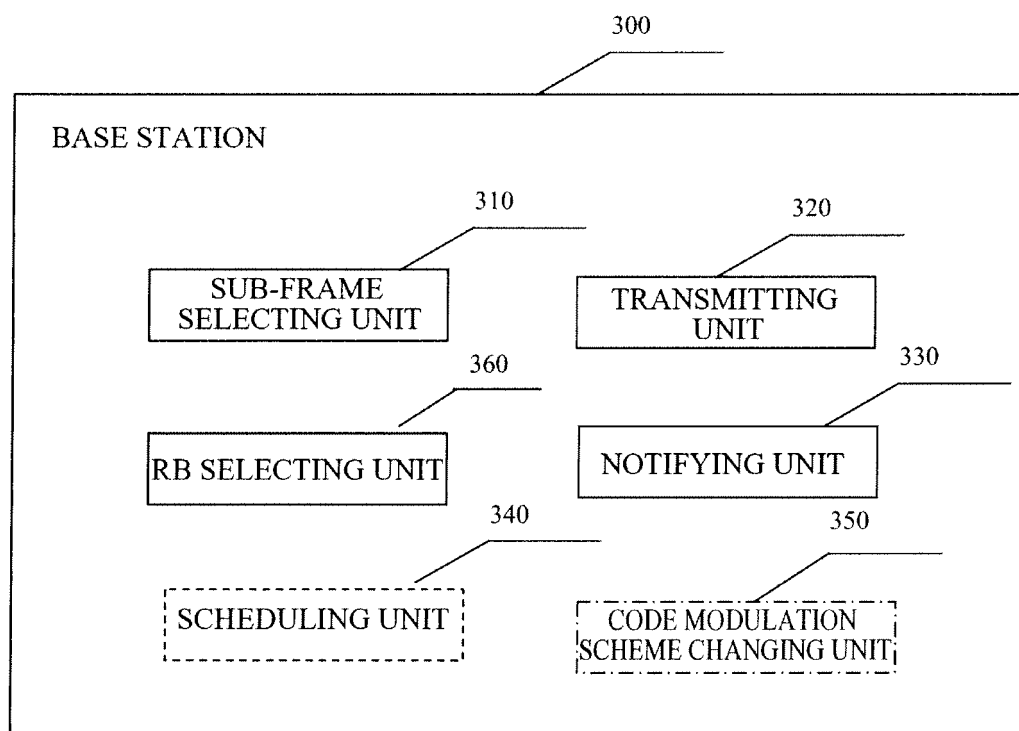 300
BASE STATION
310
320
SUB-FRAME
SELECTING UNIT
TRANSMITTING
UNIT
360
330
RB SELECTING UNIT
NOTIFYING UNIT
340
350
SCHEDULING UNIT
CODE MODULATION
SCHEME CHANGING UNIT